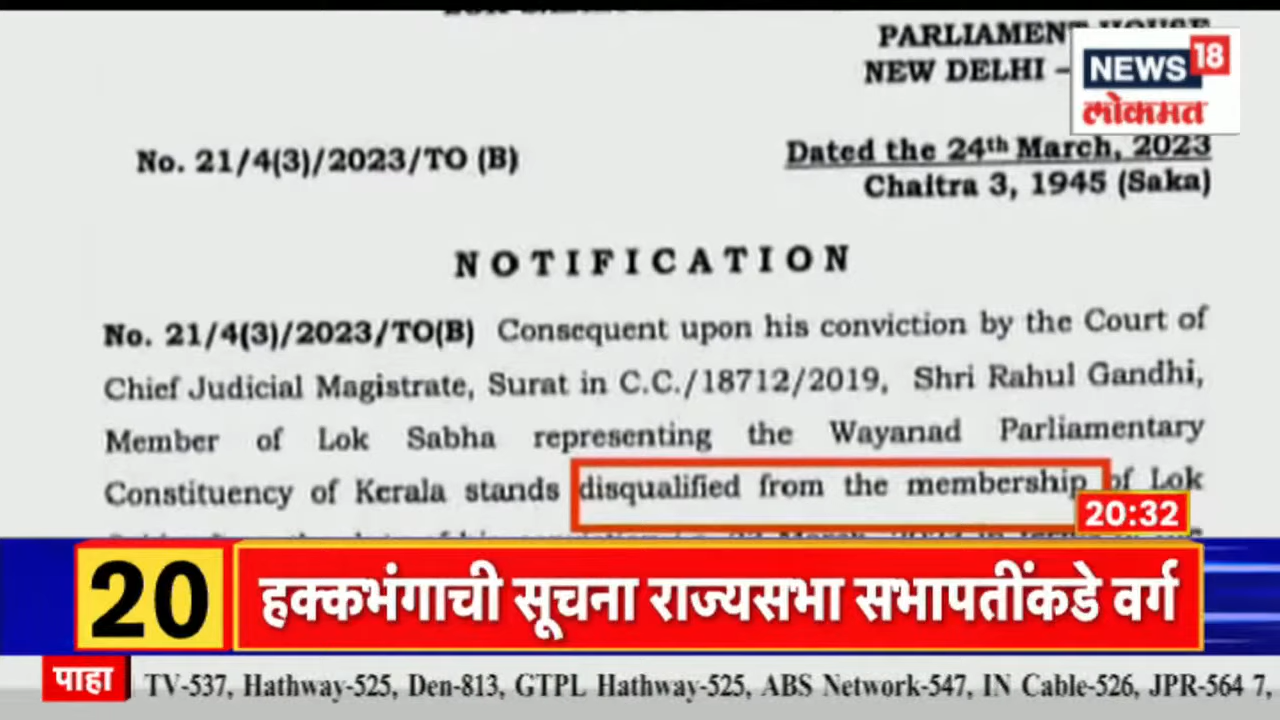 PARLIAMENT HOUSE
NEW DELHI –
NEWS 18
लोकमत
No. 21/4(3)/2023/TO (B)
Dated the 24th March, 2023
Chaitra 3, 1945 (Saka)
NOTIFICATION
No. 21/4(3)/2023/TO(B) Consequent upon his conviction by the Court of
Chief Judicial Magistrate, Surat in C.C./18712/2019, Shri Rahul Gandhi,
Member of Lok Sabha representing the Wayanad Parliamentary
Constituency of Kerala stands disqualified from the membership of Lok
20:32
20
हक्कभंगाची सूचना राज्यसभा सभापतींकडे वर्ग
पाहा
TV-537, Hathway-525, Den-813, GTPL Hathway-525, ABS Network-547, IN Cable-526, JPR-564 7,